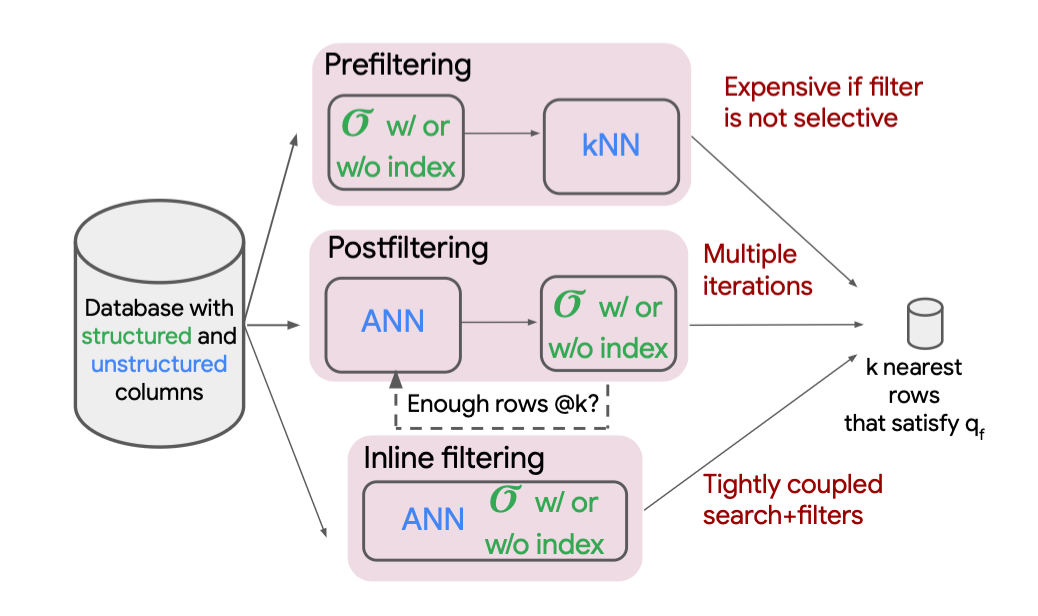 Prefiltering
σ w/ or
w/o index
kNN
Expensive if filter
is not selective
Postfiltering
ANN
σ w/ or
w/o index
Multiple
iterations
Database with
structured and
unstructured
columns
Enough rows @k?
k nearest
rows
that satisfy qf
Inline filtering
ANN σ w/ or
w/o index
Tightly coupled
search+filters